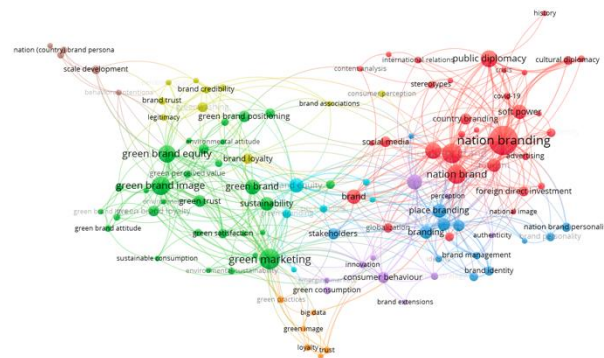 history
nation (country) brand persona
scale development
public diplomacy
international relations
cultural diplomacy
content analysis
stereotypes
brand credibility
consumer perception
covid-19
brand trust
soft power
legitimacy
green brand positioning
brand associations
country branding
environmental attitude
social media
nation branding
green brand equity
brand loyalty
advertising
green perceived value
nation brand
green brand image
green brand
perception
foreign direct investment
green trust
sustainability
brand
place branding
national image
green brand attitude
green satisfaction
stakeholders
globalization
branding
authenticity
nation brand personali
brand personality
sustainable consumption
green marketing
innovation
brand management
environmental sustainability
consumer behaviour
brand identity
green consumption
green practices
brand extensions
big data
green image
loyalty
trust